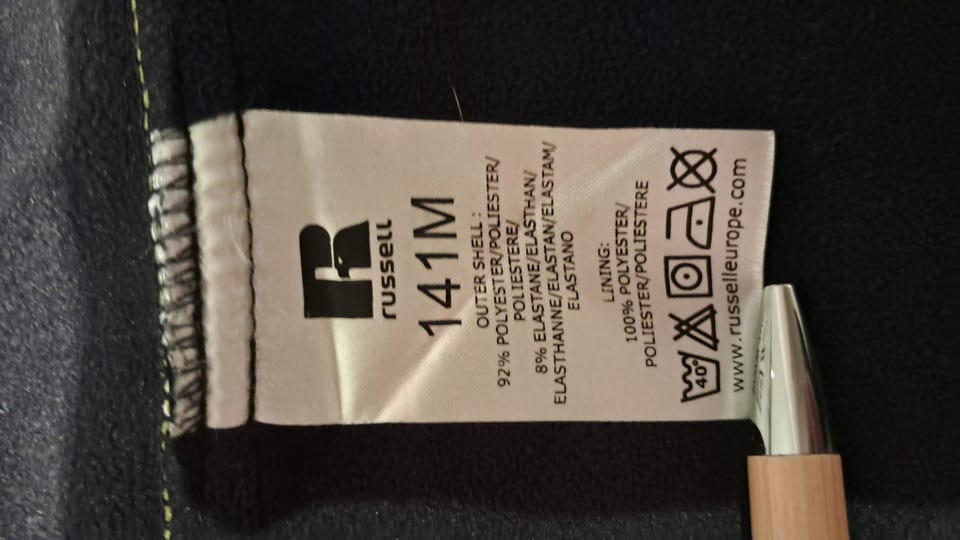 R
russell
141M
OUTER SHELL :
92% POLYESTER/POLIESTER/
POLIESTERE/
8% ELASTANE/ELASTHAN/
ELASTHANNE/ELASTAN/ELASTAM/
ELASTANO
LINING:
100% POLYESTER/
POLIESTER/POLIESTERE
40°
www.russelleurope.com